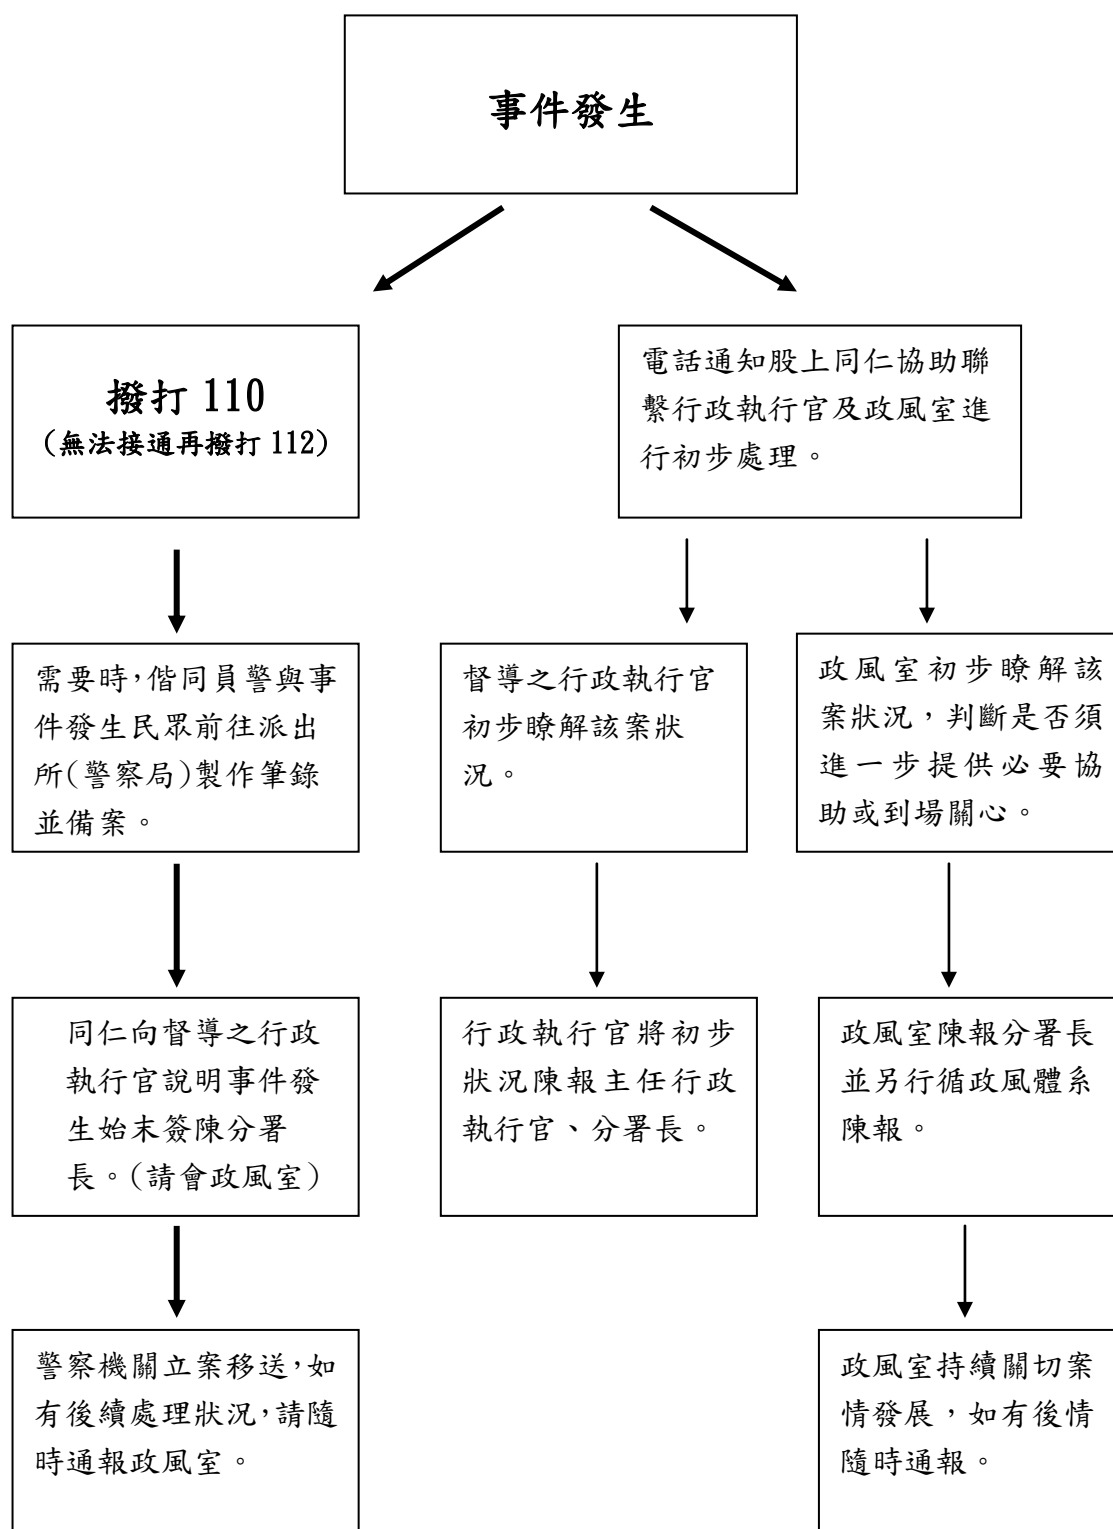 事件發生
撥打 110
(無法接通再撥打 112)
電話通知股上同仁協助聯
繫行政執行官及政風室進
行初步處理。
需要時,偕同員警與事
件發生民眾前往派出
所(警察局)製作筆錄
並備案。
督導之行政執行官
初步瞭解該案狀
況。
政風室初步瞭解該
案狀況,判斷是否須
進一步提供必要協
助或到場關心。
同仁向督導之行政
執行官說明事件發
生始末簽陳分署
長。(請會政風室)
行政執行官將初步
狀況陳報主任行政
執行官、分署長。
政風室陳報分署長
並另行循政風體系
陳報。
警察機關立案移送,如
有後續處理狀況,請隨
時通報政風室。
政風室持續關切案
情發展,如有後情
隨時通報。